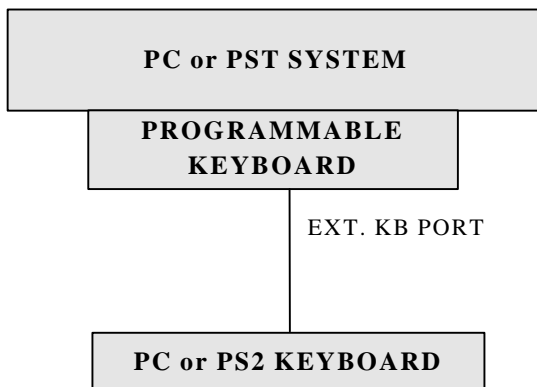 PC or PST SYSTEM
PROGRAMMABLE
KEYBOARD
EXT. KB PORT
PC or PS2 KEYBOARD